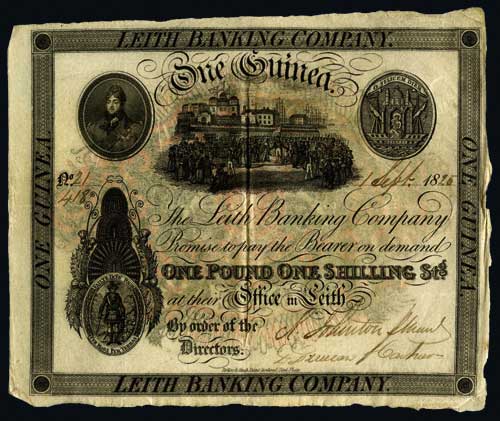 LEITH BANKING COMPANY.
One Guinea.
ONE GUINEA.
ONE GUINEA.
No. 21
418
1 Sept. 1825
The Leith Banking Company
Promise to pay the Bearer on demand
ONE POUND ONE SHILLING Stg
at their Office in Leith
By order of the
Directors.
LEITH BANKING COMPANY.